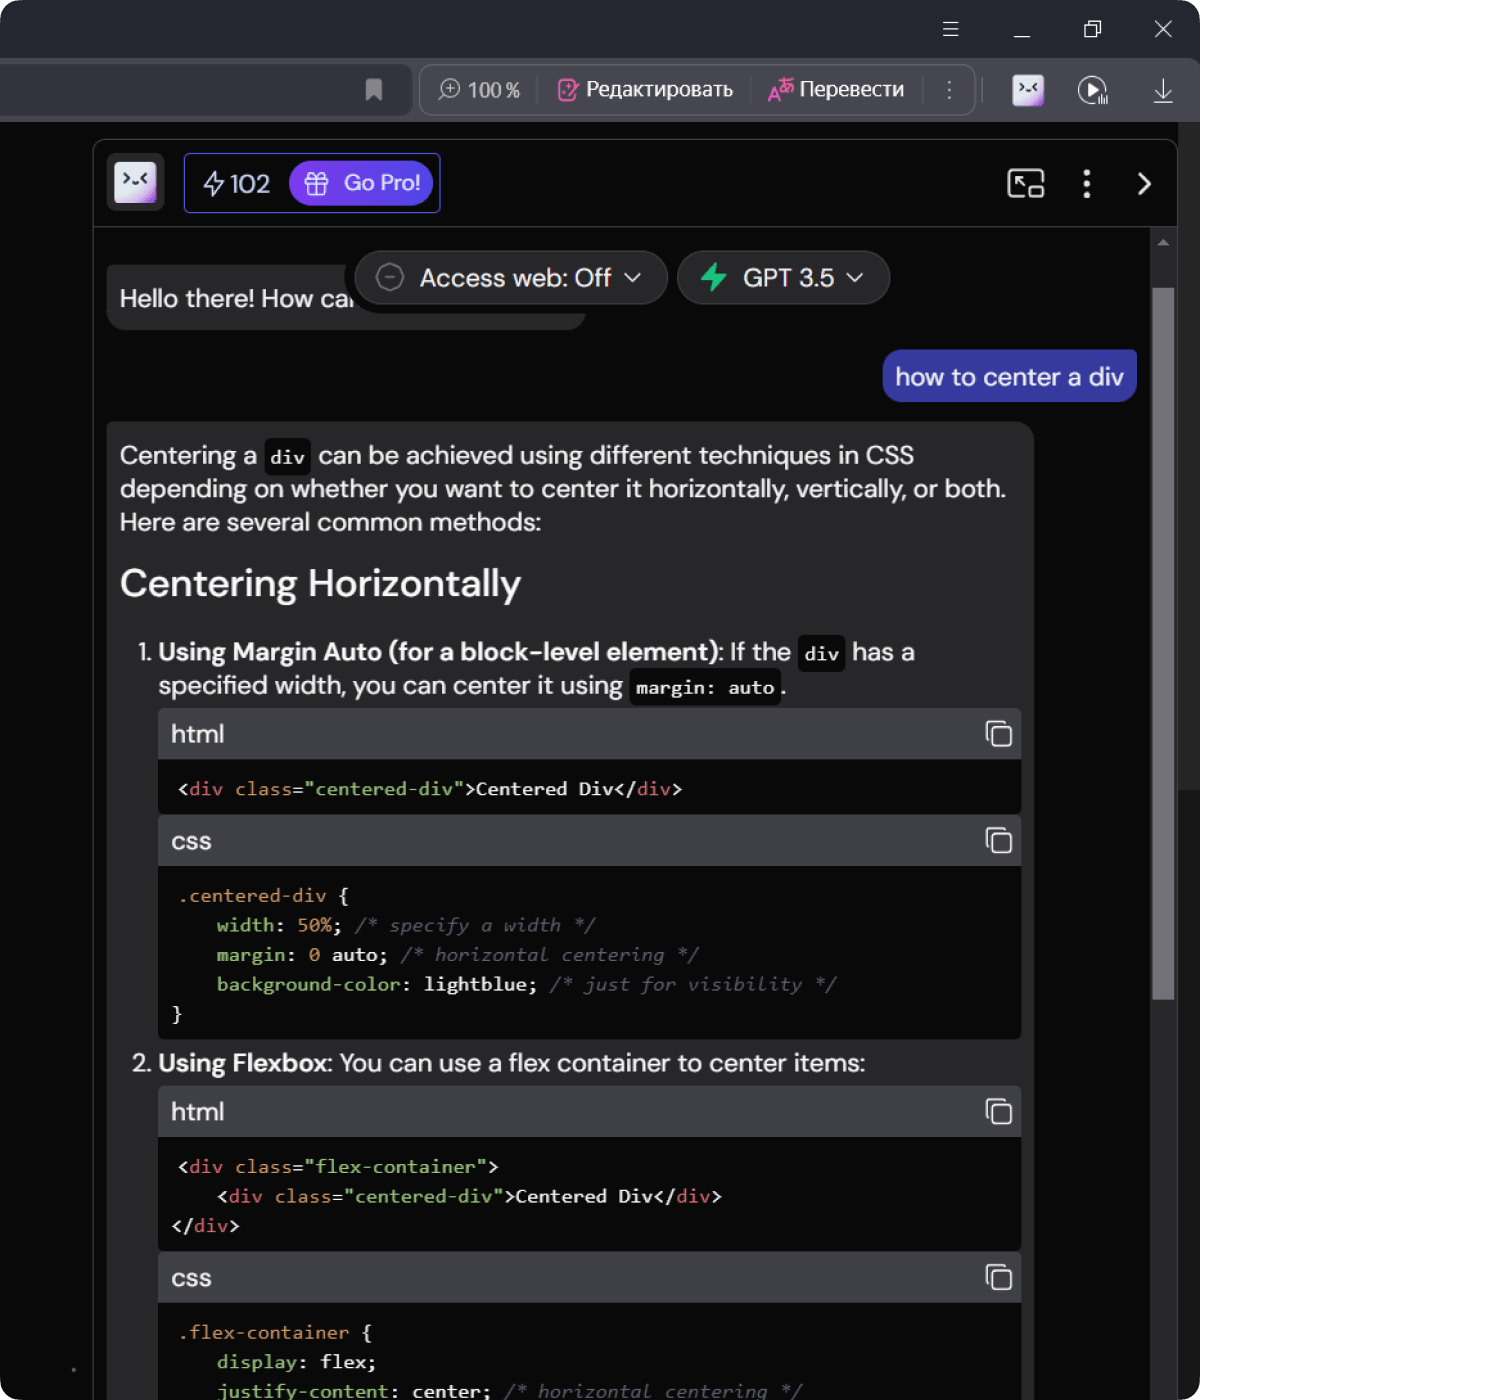 100 %
Редактировать
Перевести
102
Go Pro!
Access web: Off
GPT 3.5
Hello there! How
how to center a div
Centering a div can be achieved using different techniques in CSS
depending on whether you want to center it horizontally, vertically, or both.
Here are several common methods:
Centering Horizontally
1. Using Margin Auto (for a block-level element): If the div has a
specified width, you can center it using margin: auto.
html
<div class="centered-div">Centered Div</div>
css
.centered-div {
    width: 50%; /* specify a width */
    margin: 0 auto; /* horizontal centering */
    background-color: lightblue; /* just for visibility */
}
2. Using Flexbox: You can use a flex container to center items:
html
<div class="flex-container">
    <div class="centered-div">Centered Div</div>
</div>
css
.flex-container {
    display: flex;
    justify-content: center; /* horizontal centering */